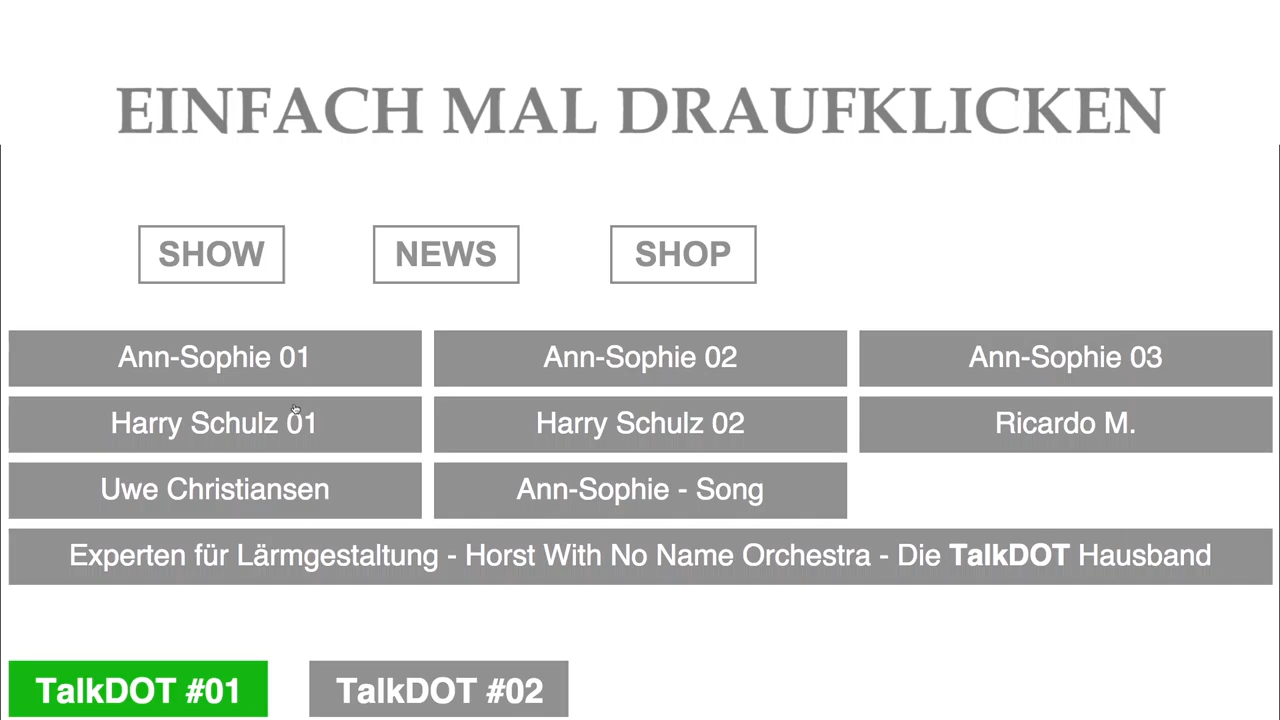 EINFACH MAL DRAUFKLICKEN
SHOW NEWS SHOP
Ann-Sophie 01 Ann-Sophie 02 Ann-Sophie 03
Harry Schulz 01 Harry Schulz 02 Ricardo M.
Uwe Christiansen Ann-Sophie - Song
Experten für Lärmgestaltung - Horst With No Name Orchestra - Die TalkDOT Hausband
TalkDOT #01 TalkDOT #02